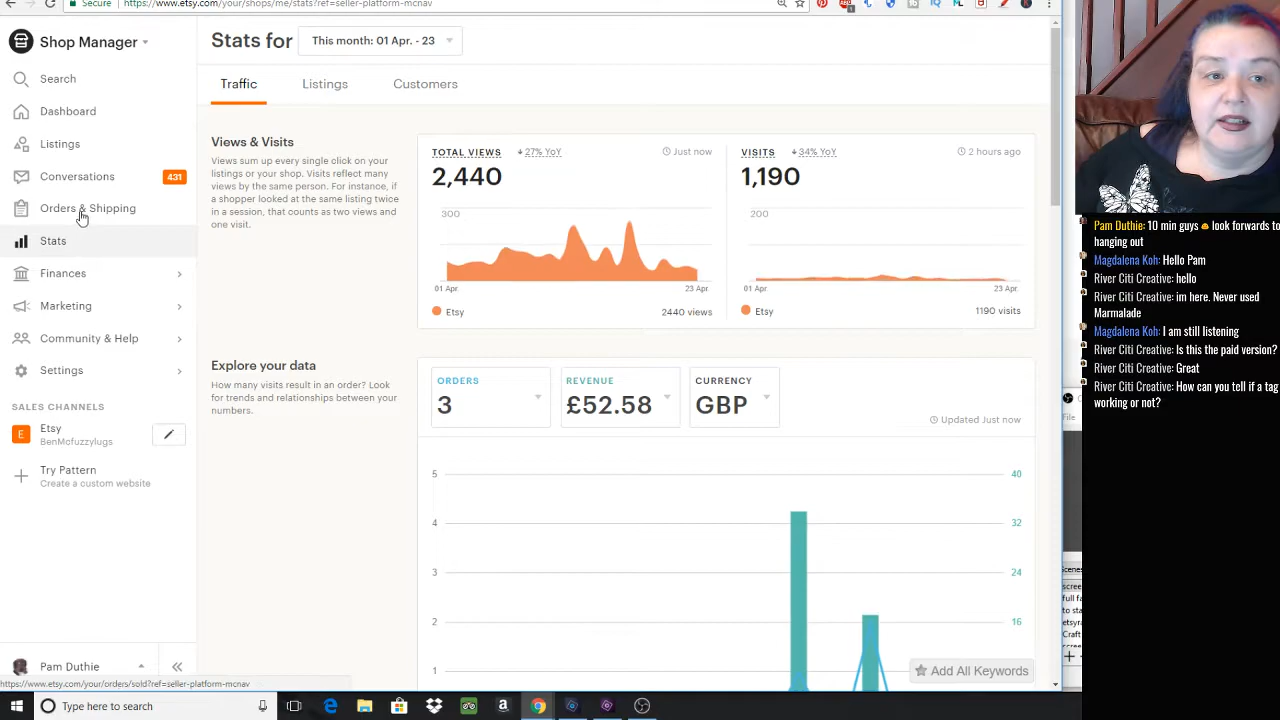 Secure
https://www.etsy.com/your/shops/me/stats?ref=seller-platform-mcnav
Shop Manager
Stats for
This month: 01 Apr. - 23
Search
Dashboard
Listings
Conversations
431
Orders & Shipping
Stats
Finances
Marketing
Community & Help
Settings
SALES CHANNELS
E
Etsy
BenMofuzzylugs
Try Pattern
Create a custom website
Pam Duthie
https://www.etsy.com/your/orders/sold?ref=seller-platform-mcnav
Traffic
Listings
Customers
Views & Visits
Views sum up every single click on your
listings or your shop. Visits reflect how
many views by the same person. For instance, if
a shopper looked at the same listing twice
in a session, that counts as two views and
one visit.
TOTAL VIEWS
27% YoY
Just now
2,440
300
01 Apr.
23 Apr.
Etsy
2440 views
VISITS
34% YoY
2 hours ago
1,190
200
01 Apr.
23 Apr.
Etsy
1190 visits
Explore your data
How many visits result in an order? Look
for trends and relationships between your
numbers.
ORDERS
3
REVENUE
£52.58
CURRENCY
GBP
Updated Just now
5
40
4
32
3
24
2
16
1
Add All Keywords
Pam Duthie: 10 min guys look forwards to
hanging out
Magdalena Koh: Hello Pam
River Citi Creative: hello
River Citi Creative: im here. Never used
Marmalade
Magdalena Koh: I am still listening
River Citi Creative: Is this the paid version?
River Citi Creative: Great
River Citi Creative: How can you tell if a tag
working or not?
File
Scenes
scree
full fa
to sta
etsyra
Craft
scree
Type here to search